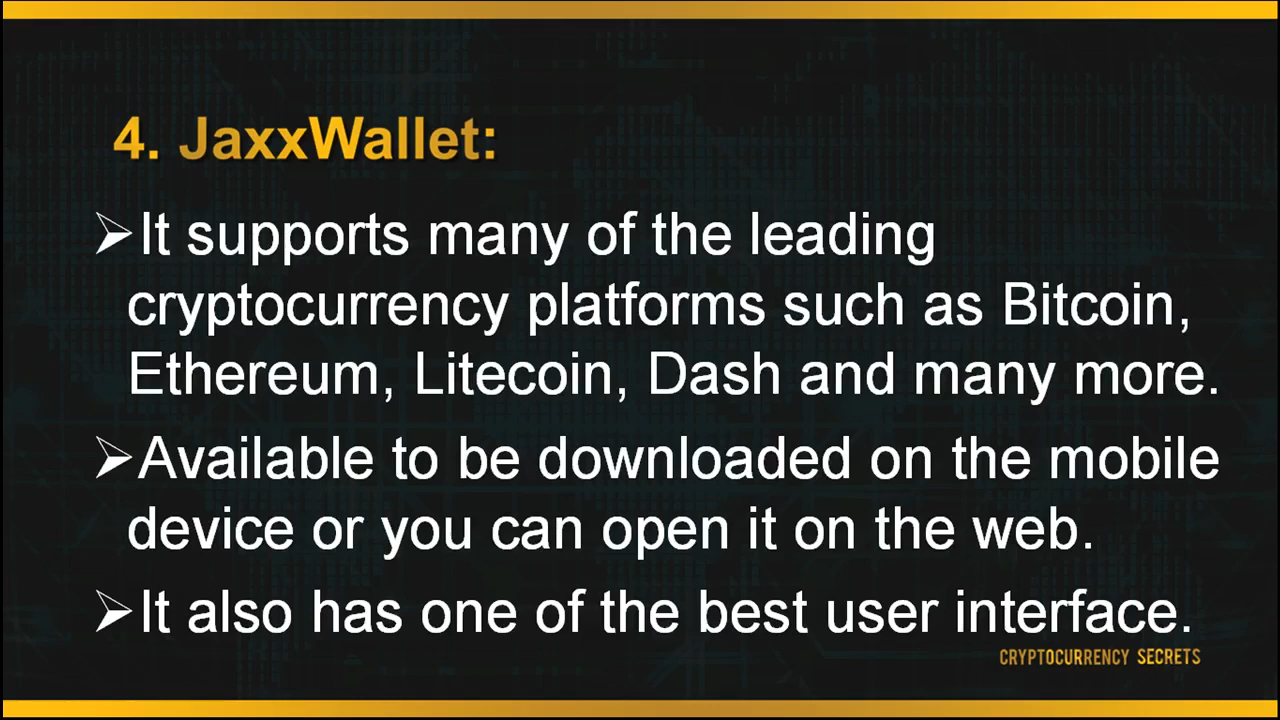 4. JaxxWallet:
➢It supports many of the leading
cryptocurrency platforms such as Bitcoin,
Ethereum, Litecoin, Dash and many more.
➢Available to be downloaded on the mobile
device or you can open it on the web.
➢It also has one of the best user interface.
CRYPTOCURRENCY SECRETS